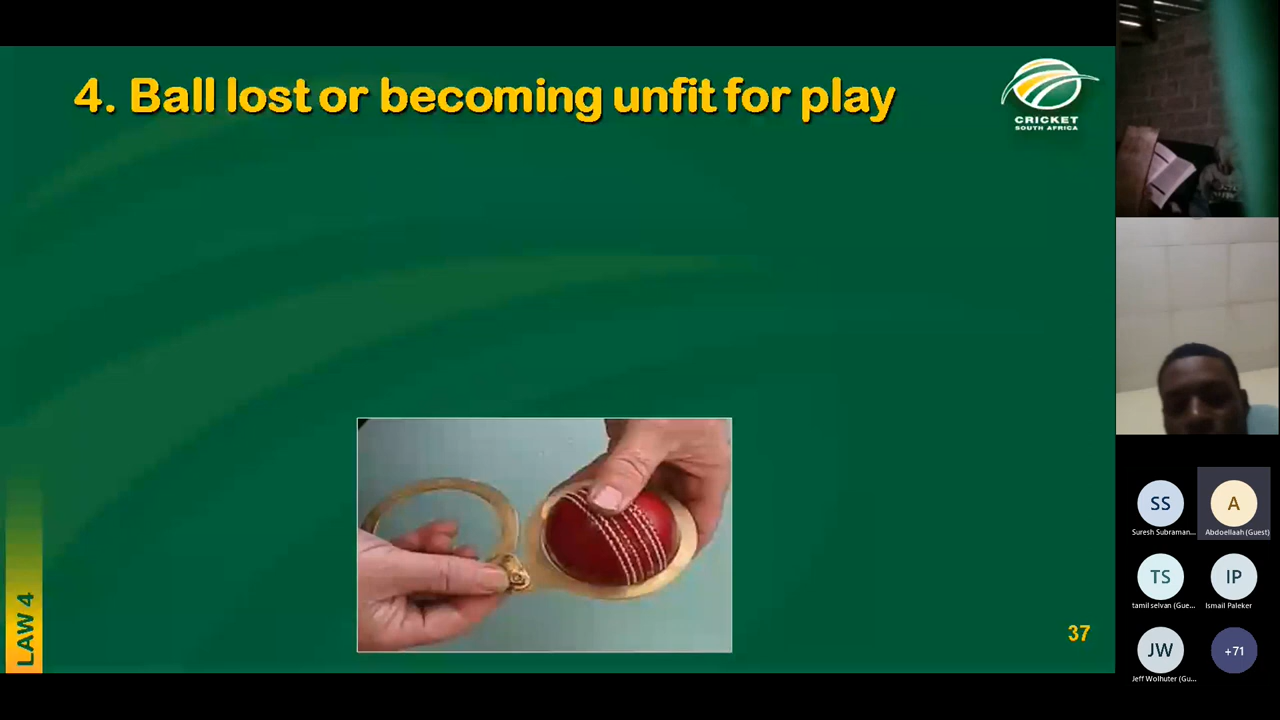 4. Ball lost or becoming unfit for play
CRICKET
SOUTH AFRICA
LAW 4
37
SS
Suresh Subraman...
A
Abdoellaah (Guest)
TS
tamil selvan (Gue...
IP
Ismail Paleker
JW
Jeff Wolhuter (Gu...
+71